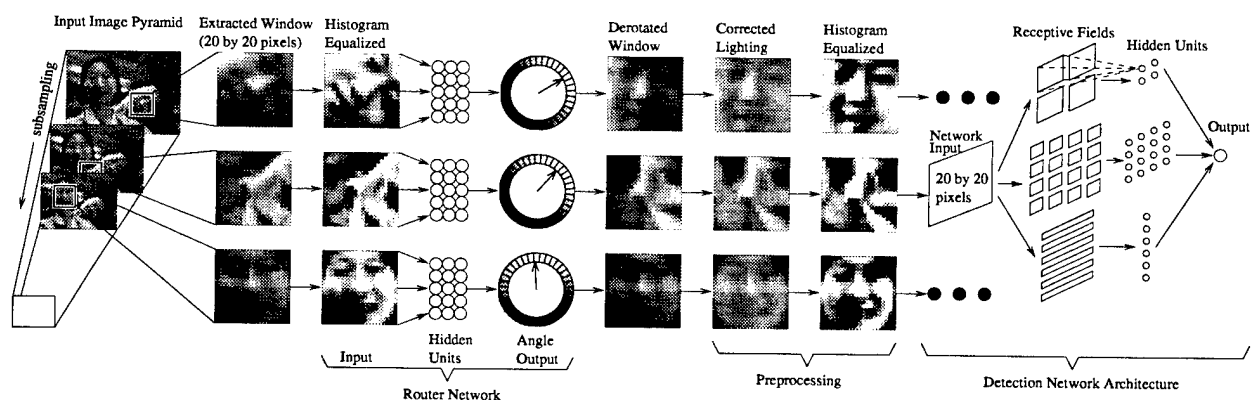 Input Image Pyramid
Extracted Window
(20 by 20 pixels)
Histogram
Equalized
Derotated
Window
Corrected
Lighting
Histogram
Equalized
Receptive Fields
Hidden Units
subsampling
Network
Input
20 by 20
pixels
Output
Input
Hidden
Units
Angle
Output
Router Network
Preprocessing
Detection Network Architecture